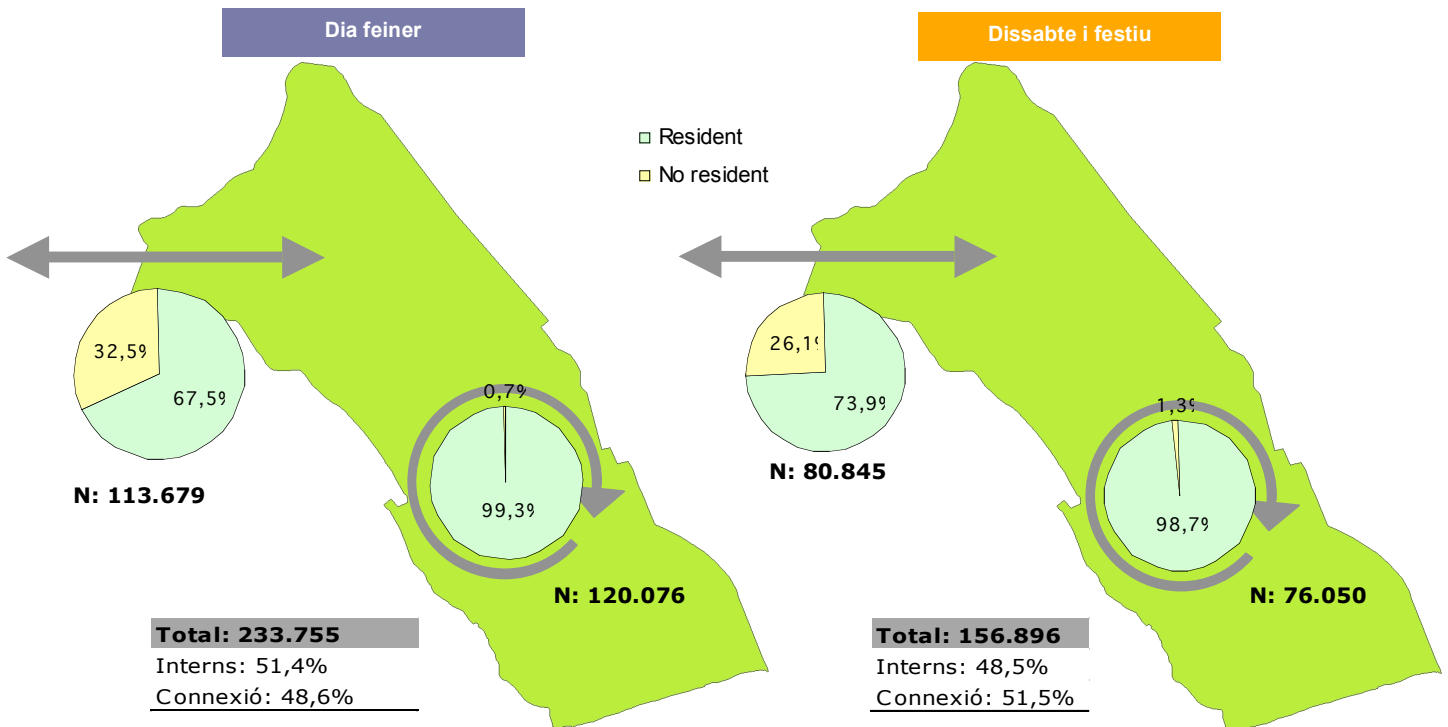 Dia feiner
Dissabte i festiu
Resident
No resident
32,5%
67,5%
0,7%
99,3%
N: 113.679
N: 120.076
Total: 233.755
Interns: 51,4%
Connexió: 48,6%
26,1%
73,9%
1,3%
98,7%
N: 80.845
N: 76.050
Total: 156.896
Interns: 48,5%
Connexió: 51,5%